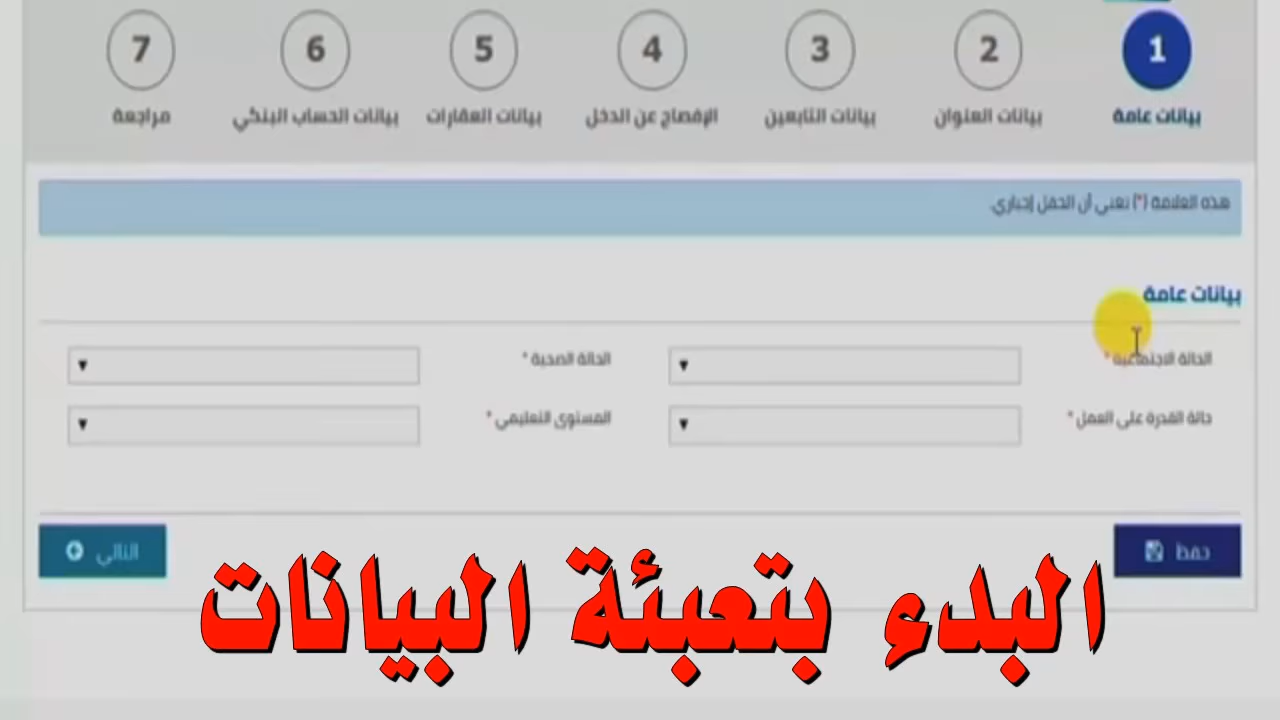 1 2 3 4 5 6 7
بيانات عامة بيانات العنوان بيانات التابعين الإفصاح عن الدخل بيانات العقارات بيانات الحساب البنكي مراجعة
هذه العلامة (*) تعني أن الحقل إجباري.
بيانات عامة
الحالة الاجتماعية * الحالة الصحية *
حالة القدرة على العمل * المستوى التعليمي *
حفظ التالي
البدء بتعبئة البيانات